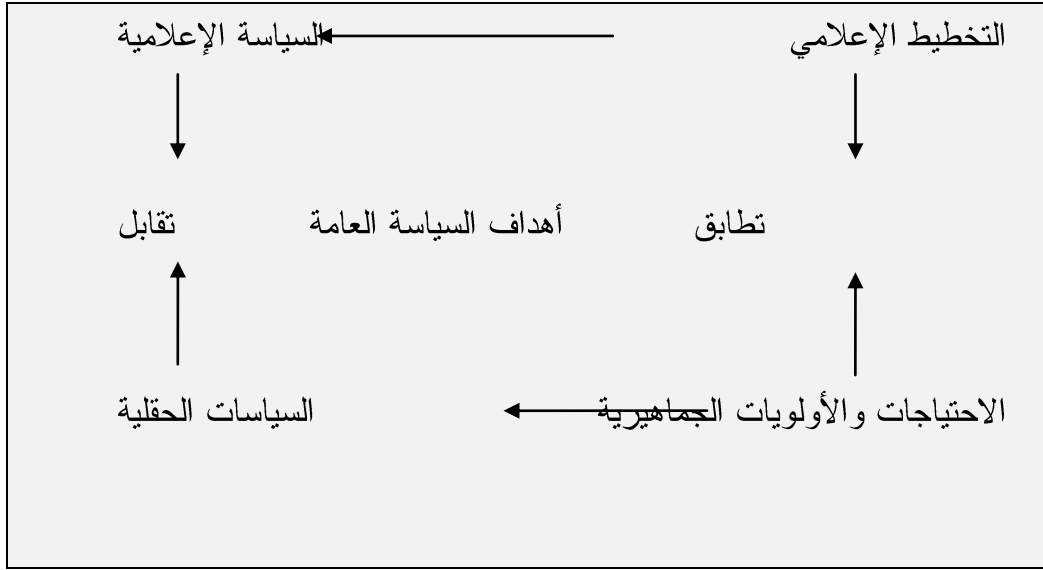 التخطيط الإعلامي السياسة الإعلامية
تطابق أهداف السياسة العامة تقابل
الاحتياجات والأولويات الجماهيرية السياسات الحقلية